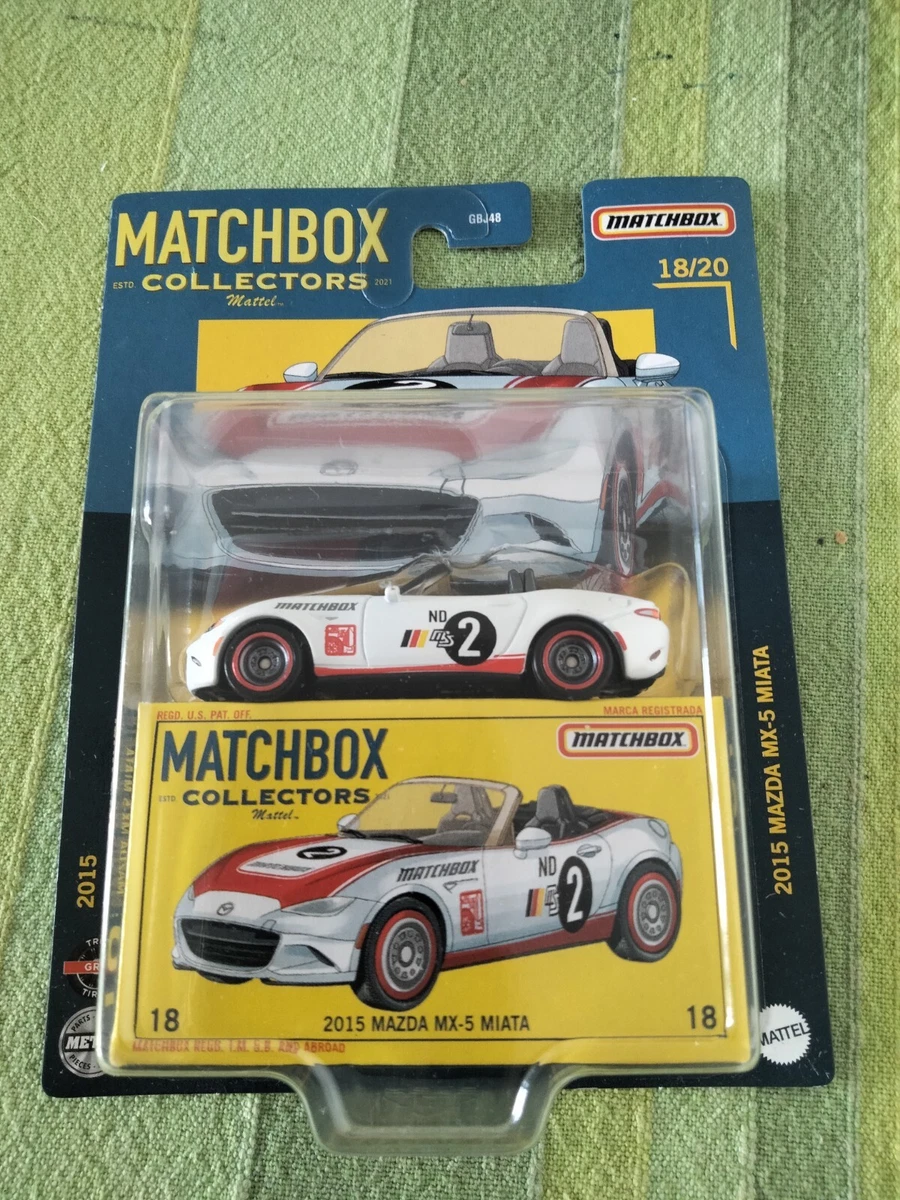 MATCHBOX
GBJ48
MATCHBOX
ESTD. COLLECTORS 2021
Mattel
18/20
MATCHBOX
ND
2
REGD. U.S. PAT. OFF.
MARCA REGISTRADA
MATCHBOX
MATCHBOX
ESTD. COLLECTORS
Mattel
2
MATCHBOX
ND
2
18
2015 MAZDA MX-5 MIATA
18
MATCHBOX REGD. T.M. G.B. AND ABROAD
2015
2015 MAZDA MX-5 MIATA
MATTEL